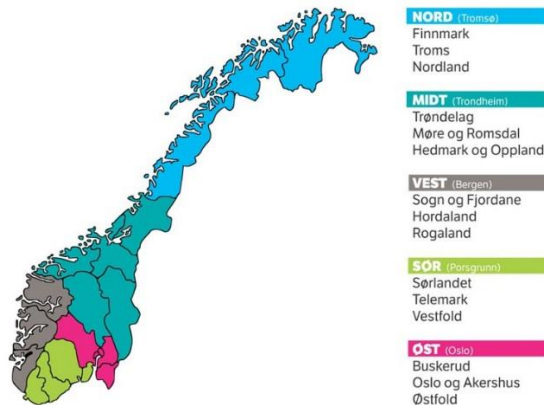 NORD (Tromsø)
Finnmark
Troms
Nordland
MIDT (Trondheim)
Trøndelag
Møre og Romsdal
Hedmark og Oppland
VEST (Bergen)
Sogn og Fjordane
Hordaland
Rogaland
SØR (Porsgrunn)
Sørlandet
Telemark
Vestfold
ØST (Oslo)
Buskerud
Oslo og Akershus
Østfold